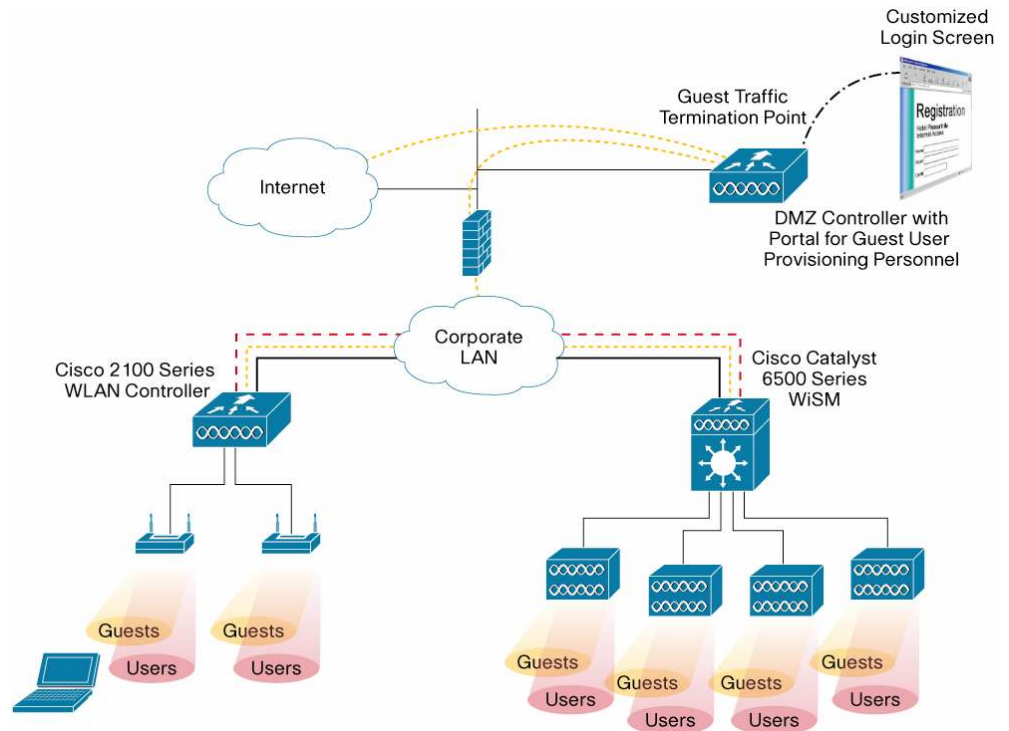 Customized
Login Screen
Guest Traffic
Termination Point
Registration
Internet Access
Internet
DMZ Controller with
Portal for Guest User
Provisioning Personnel
Corporate
LAN
Cisco 2100 Series
WLAN Controller
Cisco Catalyst
6500 Series
WiSM
Guests
Users
Guests
Users
Guests
Users
Guests
Users
Guests
Users
Guests
Users